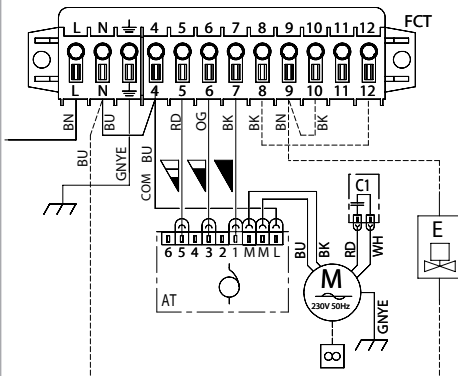 FCT
L N 4 5 6 7 8 9 10 11 12
L N 4 5 6 7 8 9 10 11 12
BN
BU
BU
GNYE
BU
COM
RD
OG
BK
BK
BN
BK
C1
E
6 5 4 3 2 1 M M L
AT
BU
BK
RD
WH
M
230V 50Hz
GNYE
8